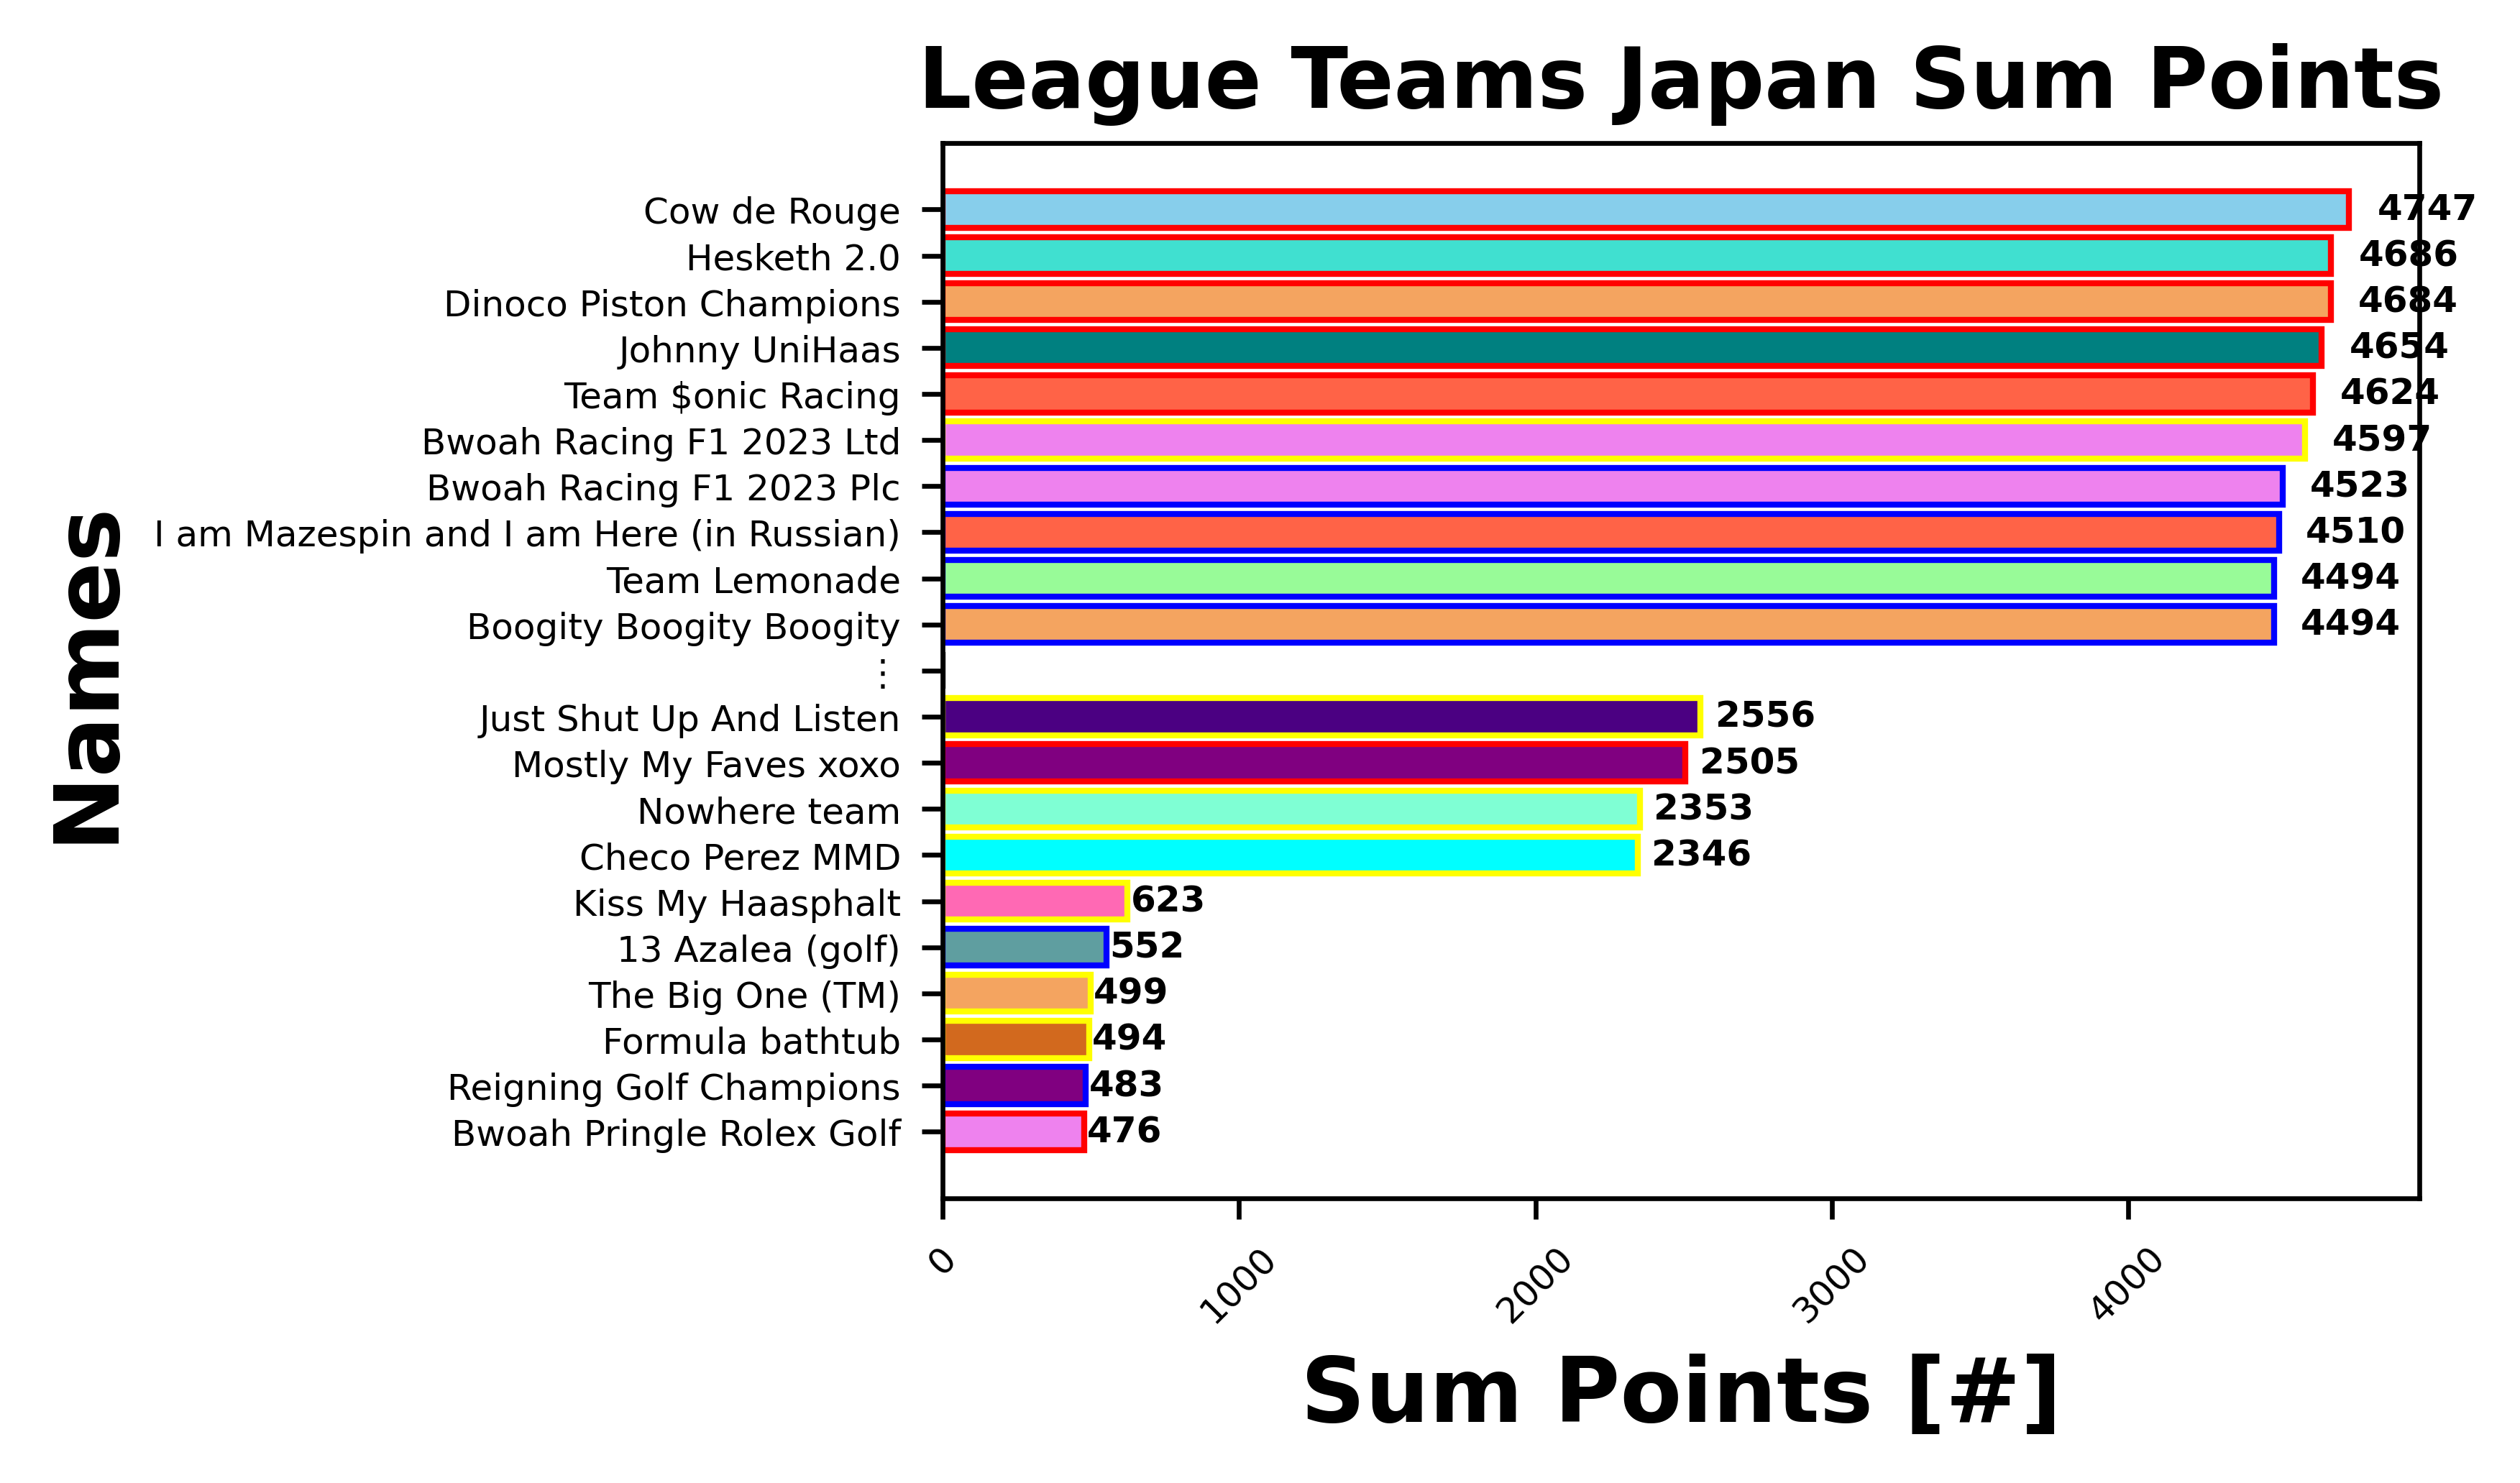 League Teams Japan Sum Points
Names
Cow de Rouge 4747
Hesketh 2.0 4686
Dinoco Piston Champions 4684
Johnny UniHaas 4654
Team $onic Racing 4624
Bwoah Racing F1 2023 Ltd 4597
Bwoah Racing F1 2023 Plc 4523
I am Mazespin and I am Here (in Russian) 4510
Team Lemonade 4494
Boogity Boogity Boogity 4494
⋮
Just Shut Up And Listen 2556
Mostly My Faves xoxo 2505
Nowhere team 2353
Checo Perez MMD 2346
Kiss My Haasphalt 623
13 Azalea (golf) 552
The Big One (TM) 499
Formula bathtub 494
Reigning Golf Champions 483
Bwoah Pringle Rolex Golf 476
0 1000 2000 3000 4000
Sum Points [#]